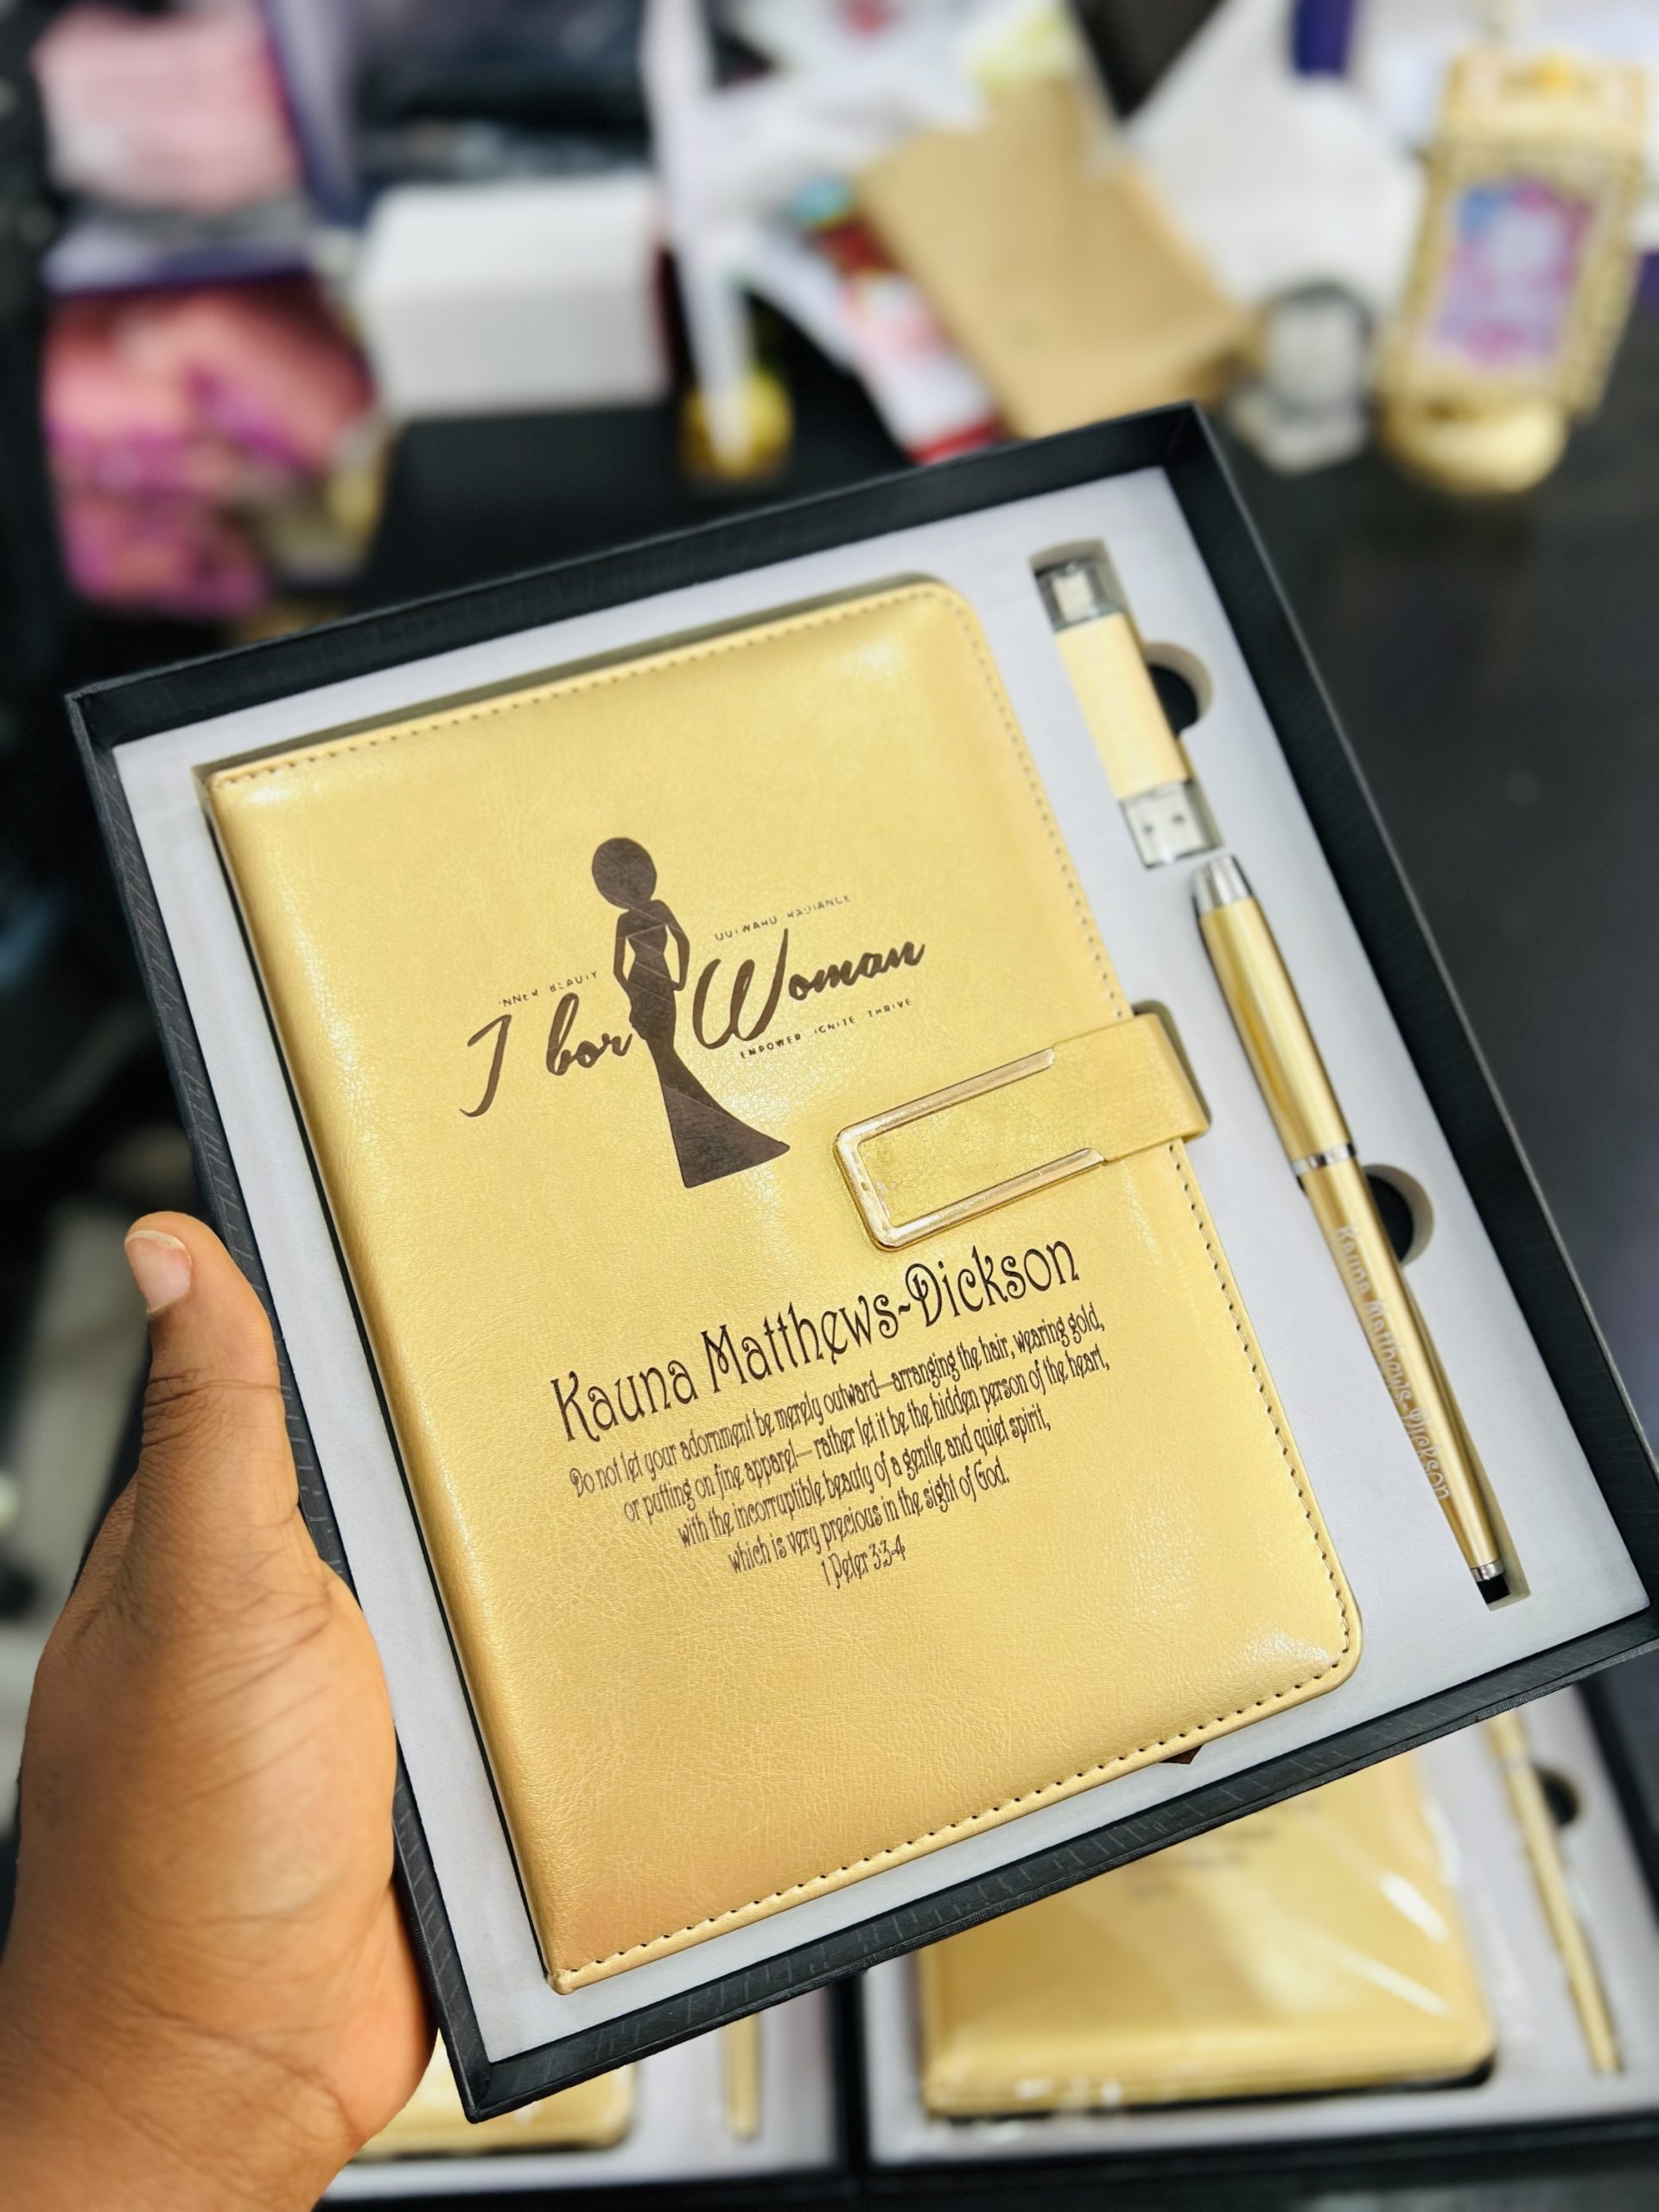 OUTWARD RADIANCE
INNER BEAUTY
I bor Woman
EMPOWER IGNITE THRIVE
Kauna Matthews-Dickson
Do not let your adornment be merely outward—arranging the hair, wearing gold,
or putting on fine apparel— rather let it be the hidden person of the heart,
with the incorruptible beauty of a gentle and quiet spirit,
which is very precious in the sight of God.
1 Peter 3:3-4
Kauna Matthews-Dickson